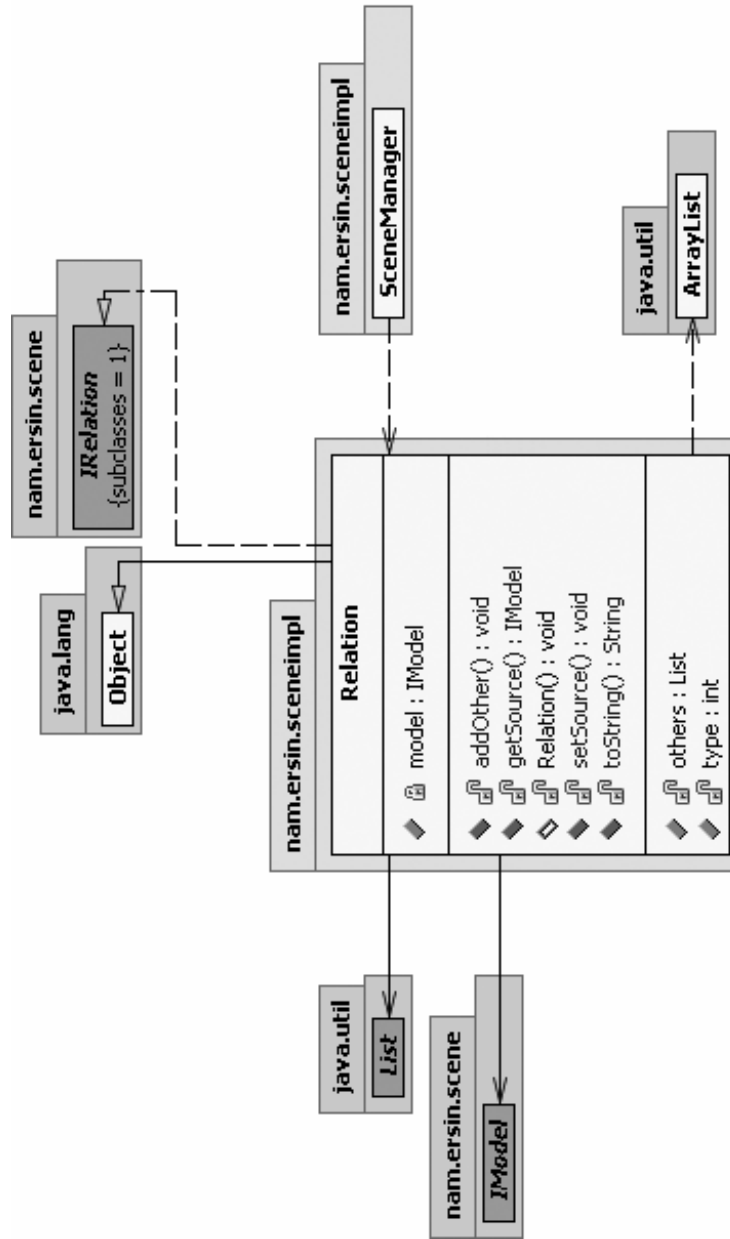 java.lang
Object
nam.ersin.scene
IRelation
{subclasses = 1}
java.util
List
nam.ersin.scene
IModel
nam.ersin.sceneimpl
Relation
model : IModel
addOther() : void
getSource() : IModel
Relation() : void
setSource() : void
toString() : String
others : List
type : int
nam.ersin.sceneimpl
SceneManager
java.util
ArrayList